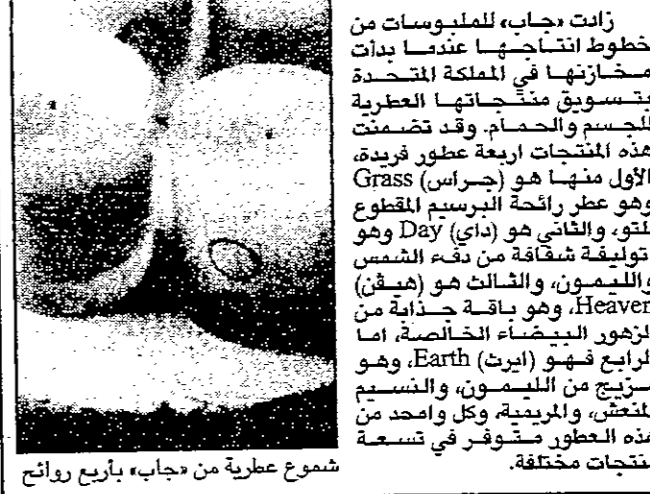 زادت «جاب» للملبوسات من
خطوط انتاجها عندما بدأت
مخازنها في المملكة المتحدة
بتسويق منتجاتها العطرية
للجسم والحمام. وقد تضمنت
هذه المنتجات اربعة عطور فريدة،
الأول منها هو (جراس) Grass
وهو عطر رائحة البرسيم المقطوع
للتو، والثاني هو (داي) Day وهو
توليفة شفافة من دفء الشمس
والليمون، والثالث هو (هيڤن)
Heaven، وهو باقة جذابة من
الزهور البيضاء الخالصة، اما
الرابع فهو (ايرث) Earth، وهو
مزيج من الليمون، والنسيم
المنعش، والمريمية، وكل وامحد من
هذه العطور متوفر في تسعة
منتجات مختلفة.
شموع عطرية من «جاب» بأربع روائح